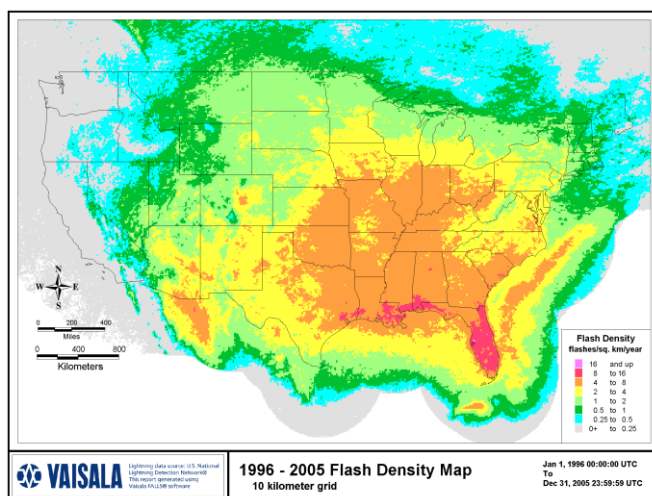 N
W E
S
0 200 400
Miles
0 400 800
Kilometers
Flash Density
flashes/sq. km/year
16 and up
8 to 16
4 to 8
2 to 4
1 to 2
0.5 to 1
0.25 to 0.5
0+ to 0.25
VAISALA
Lightning data source: U.S. National
Lightning Detection Network®
This report generated using
Vaisala FALLS® software
1996 - 2005 Flash Density Map
10 kilometer grid
Jan 1, 1996 00:00:00 UTC
To
Dec 31, 2005 23:59:59 UTC